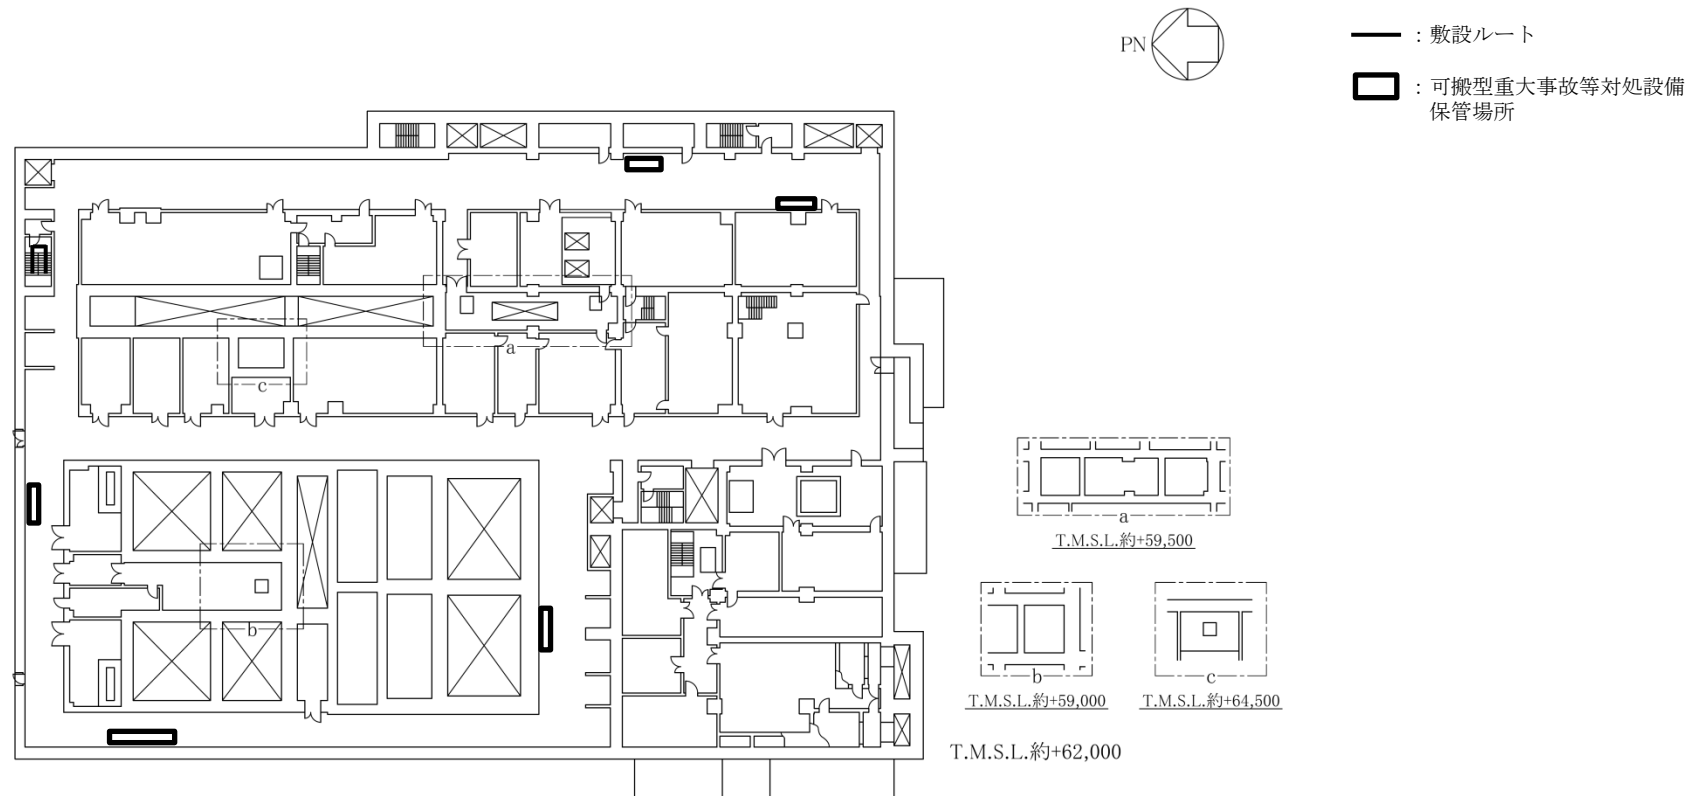 PN
：敷設ルート
：可搬型重大事故等対処設備
保管場所
a
c
b
a
T.M.S.L.約+59,500
b
T.M.S.L.約+59,000
c
T.M.S.L.約+64,500
T.M.S.L.約+62,000